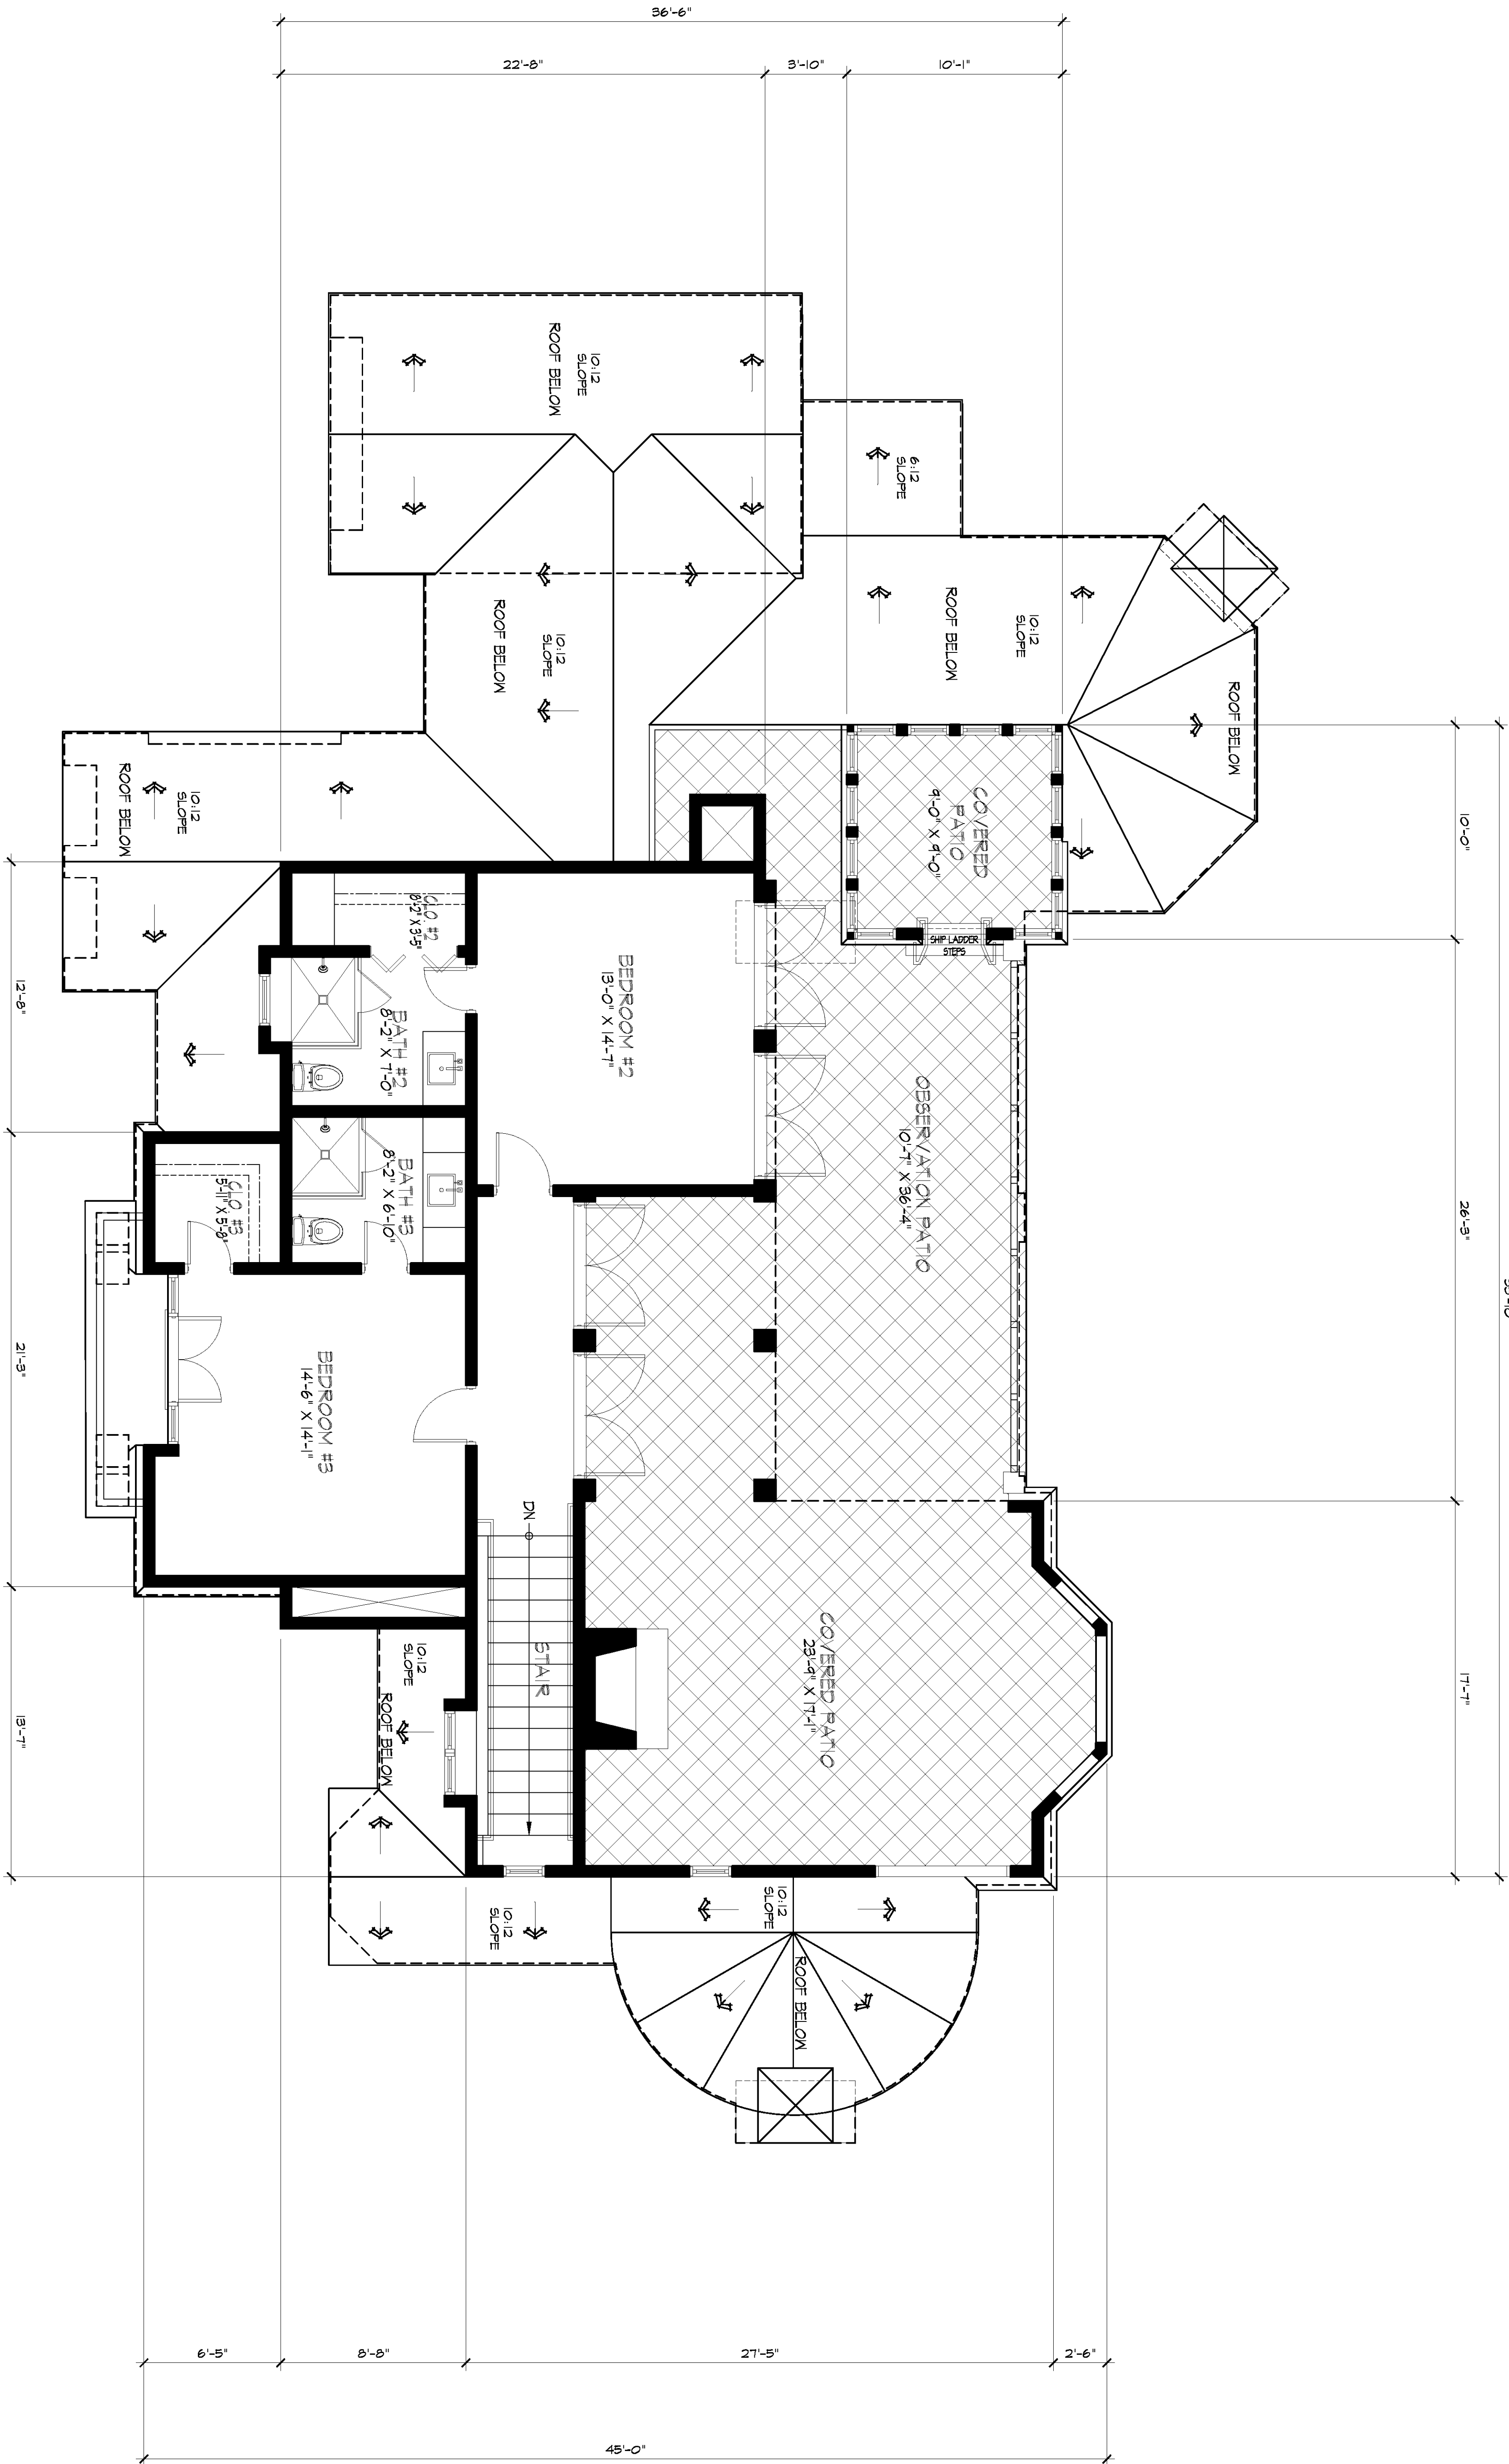 36'-6"
22'-8"
3'-10"
10'-1"
ROOF BELOW
10:12
SLOPE
6:12
SLOPE
ROOF BELOW
10:12
SLOPE
ROOF BELOW
10:12
SLOPE
ROOF BELOW
ROOF BELOW
10:12
SLOPE
COVERED
PATIO
9'-0" X 9'-0"
SHIP LADDER
STEPS
10'-0"
26'-3"
17'-7"
CLO. #2
8'-2" X 3'-5"
BATH #2
8'-2" X 7'-0"
BEDROOM #2
13'-0" X 14'-7"
OBSERVATION PATIO
10'-7" X 36'-4"
BATH #3
8'-2" X 6'-10"
CLO. #3
5'-11" X 5'-8"
BEDROOM #3
14'-6" X 14'-1"
12'-8"
21'-3"
13'-7"
DN
STAIR
COVERED PATIO
23'-9" X 17'-1"
10:12
SLOPE
ROOF BELOW
10:12
SLOPE
10:12
SLOPE
ROOF BELOW
6'-5"
8'-8"
27'-5"
2'-6"
45'-0"